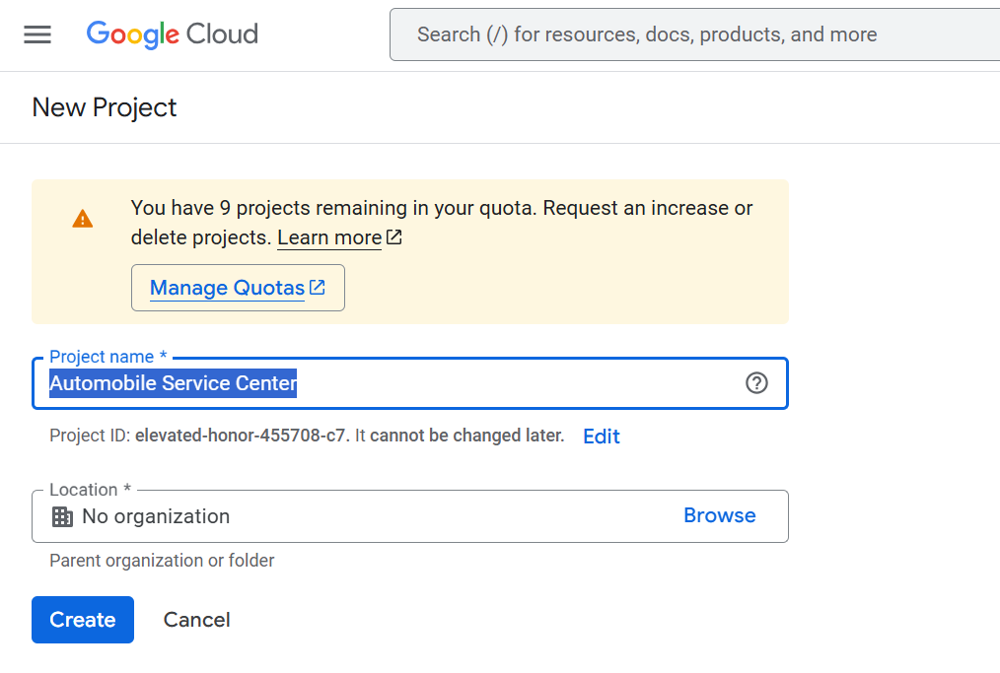 Google Cloud
Search (/) for resources, docs, products, and more
New Project
You have 9 projects remaining in your quota. Request an increase or
delete projects. Learn more
Manage Quotas
Project name *
Automobile Service Center
Project ID: elevated-honor-455708-c7. It cannot be changed later. Edit
Location *
No organization Browse
Parent organization or folder
Create Cancel